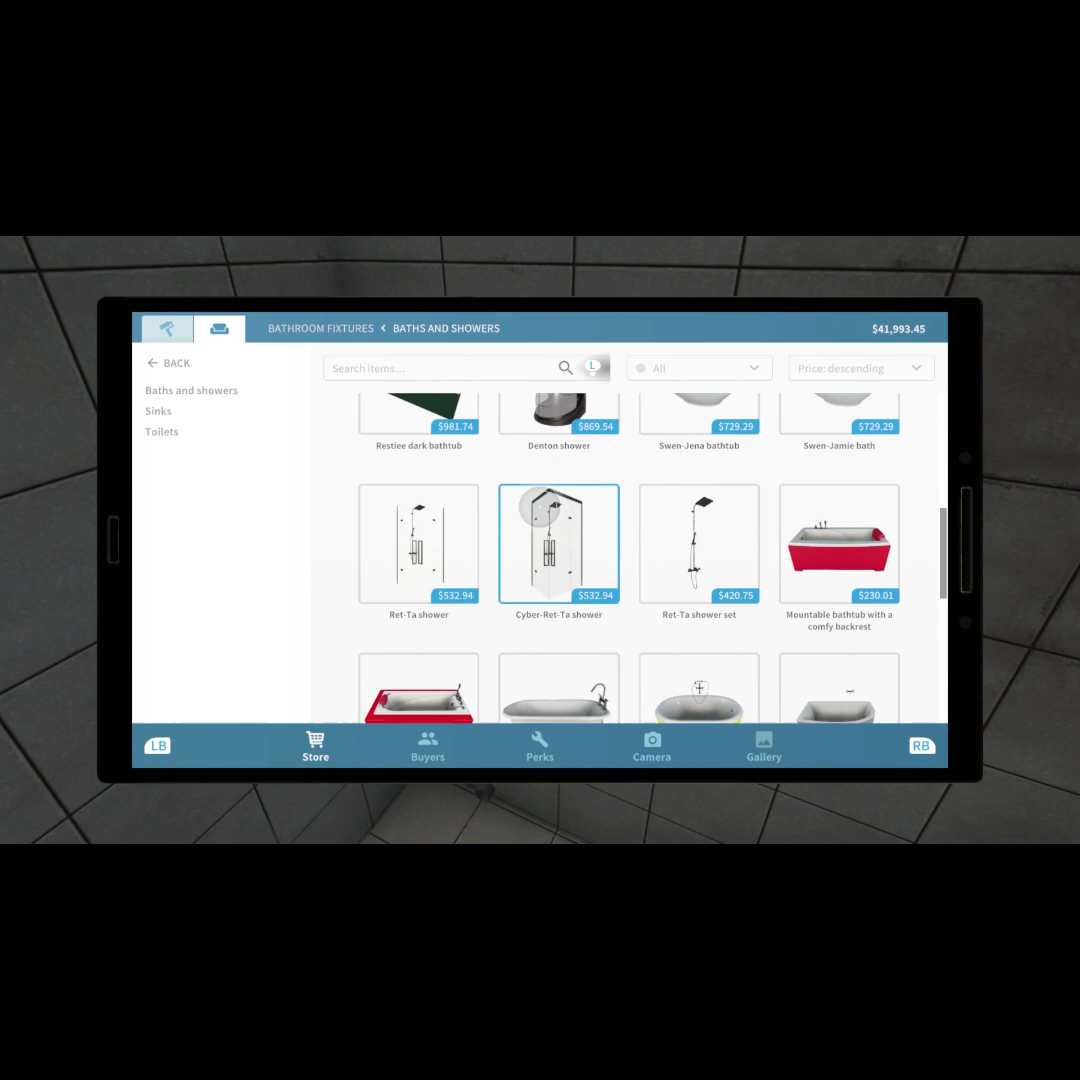 BATHROOM FIXTURES < BATHS AND SHOWERS
$41,993.45
BACK
Search items...
L
All
Price: descending
Baths and showers
Sinks
Toilets
$981.74
$869.54
$729.29
$729.29
Restiee dark bathtub
Denton shower
Swen-Jena bathtub
Swen-Jamie bath
$532.94
$532.94
$420.75
$230.01
Ret-Ta shower
Cyber-Ret-Ta shower
Ret-Ta shower set
Mountable bathtub with a
comfy backrest
LB
Store
Buyers
Perks
Camera
Gallery
RB